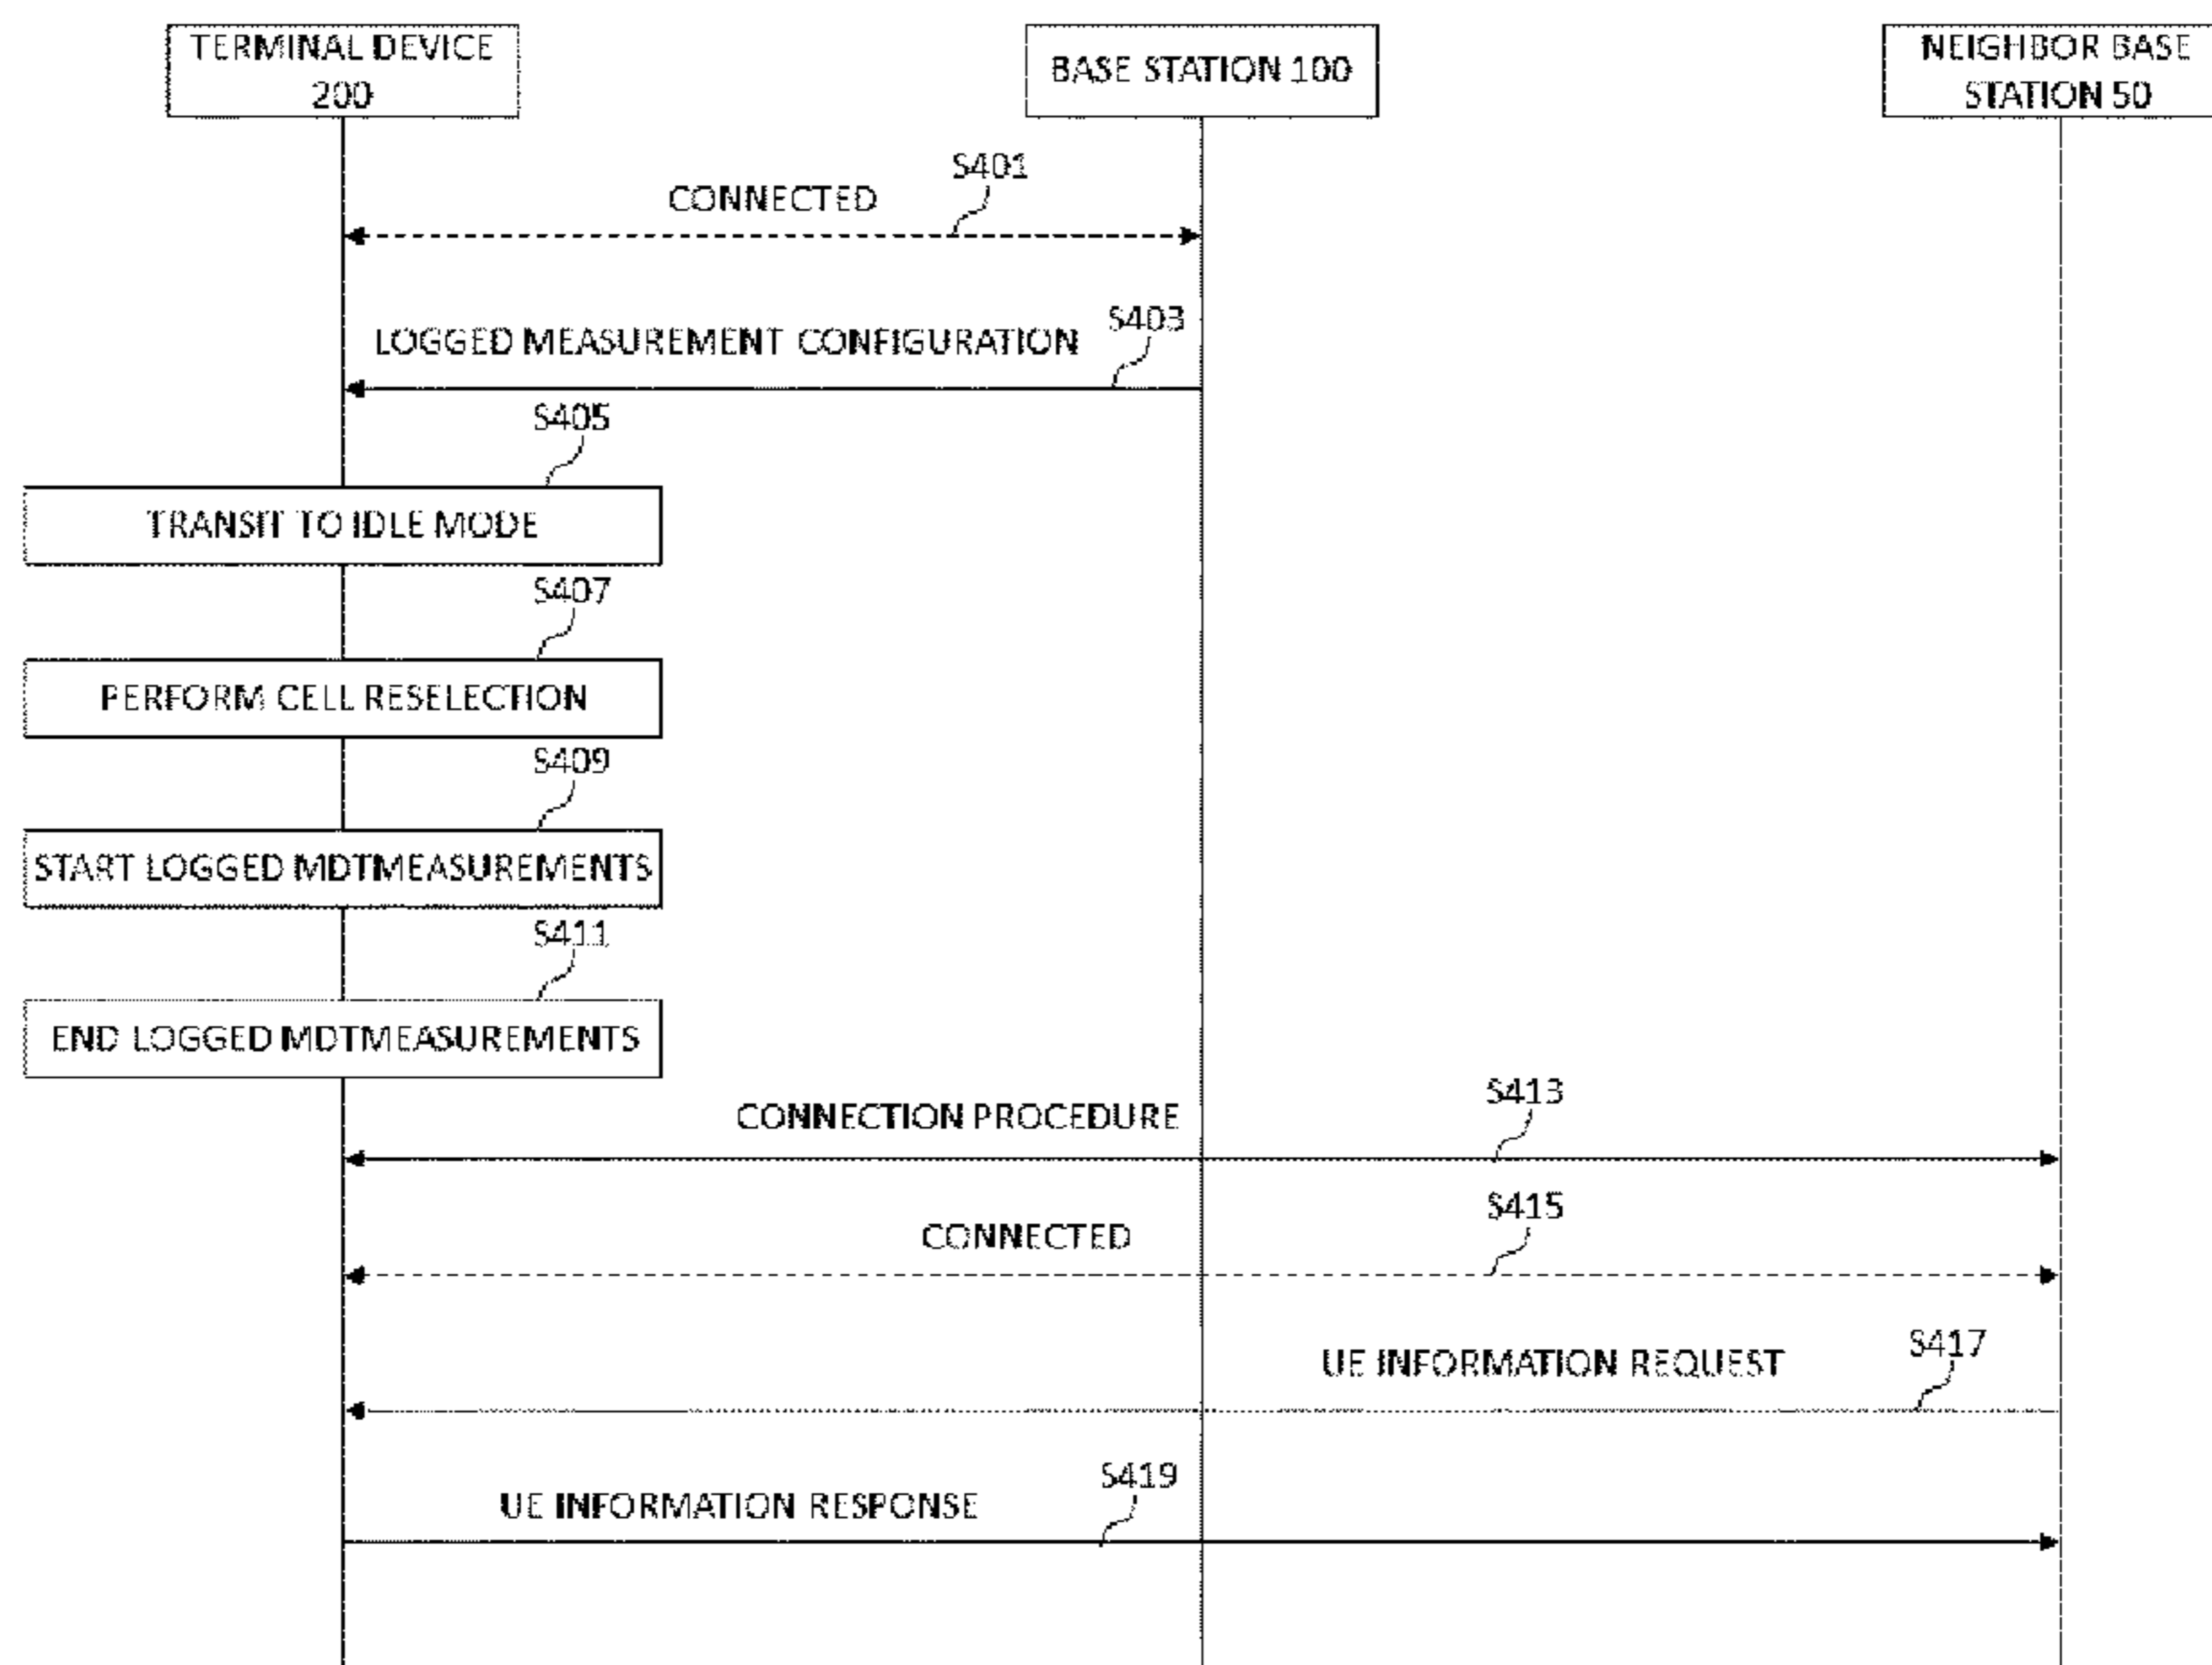 TERMINAL DEVICE
200
BASE STATION 100
NEIGHBOR BASE
STATION 50
S401
CONNECTED
S403
LOGGED MEASUREMENT CONFIGURATION
S405
TRANSIT TO IDLE MODE
S407
PERFORM CELL RESELECTION
S409
START LOGGED MDTMEASUREMENTS
S411
END LOGGED MDTMEASUREMENTS
S413
CONNECTION PROCEDURE
S415
CONNECTED
S417
UE INFORMATION REQUEST
S419
UE INFORMATION RESPONSE